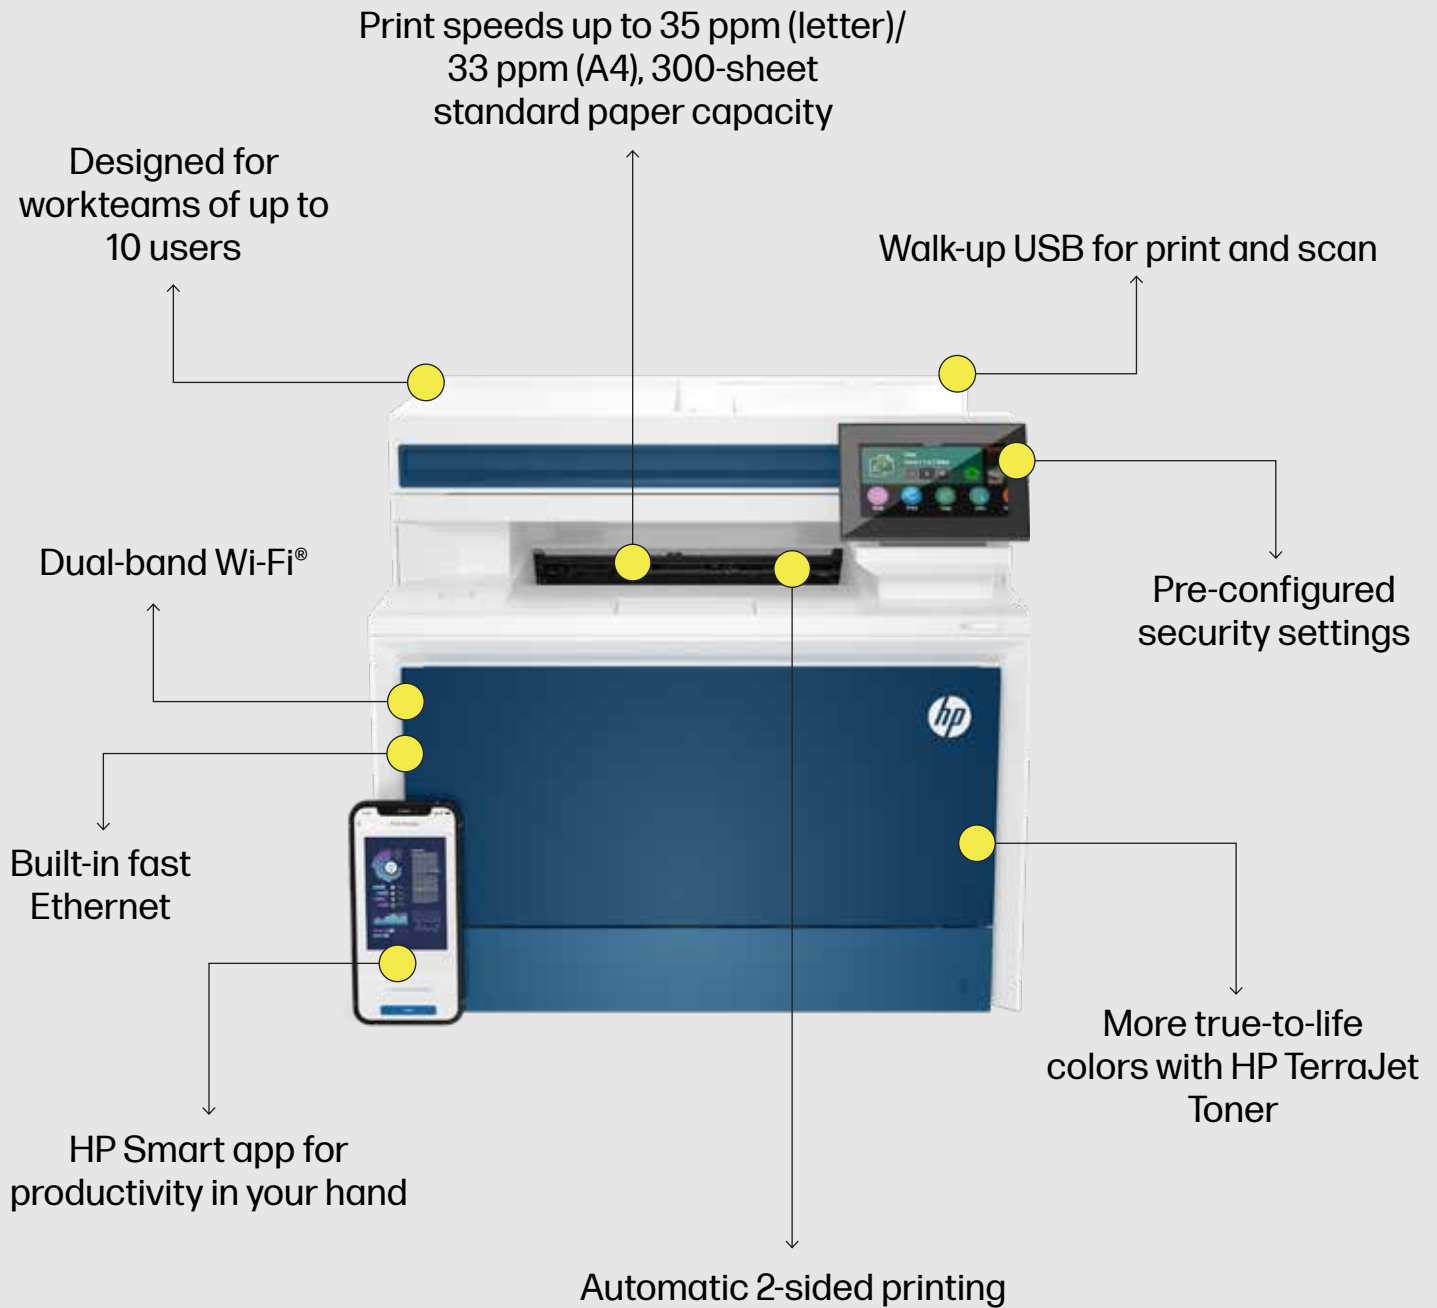 Print speeds up to 35 ppm (letter)/
33 ppm (A4), 300-sheet
standard paper capacity
Designed for
workteams of up to
10 users
Walk-up USB for print and scan
Dual-band Wi-Fi®
Pre-configured
security settings
hp
Built-in fast
Ethernet
More true-to-life
colors with HP TerraJet
Toner
HP Smart app for
productivity in your hand
Automatic 2-sided printing